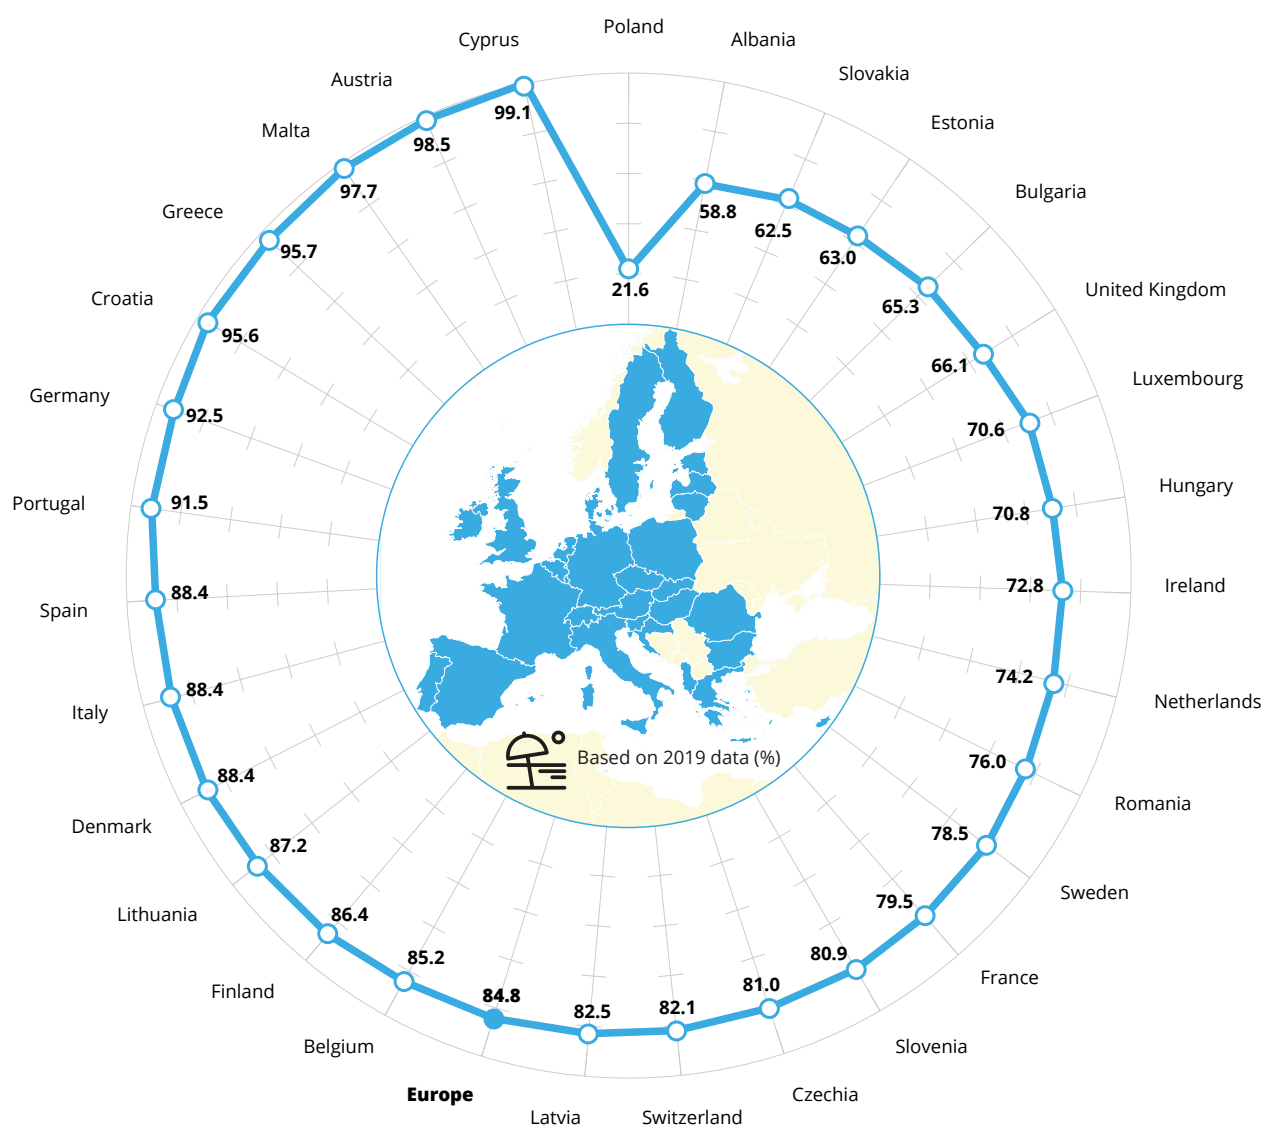 Poland
21.6
Albania
58.8
Slovakia
62.5
Estonia
63.0
Bulgaria
65.3
United Kingdom
66.1
Luxembourg
70.6
Hungary
70.8
Ireland
72.8
Netherlands
74.2
Romania
76.0
Sweden
78.5
France
79.5
Slovenia
80.9
Czechia
81.0
Switzerland
82.1
Latvia
82.5
Europe
84.8
Belgium
85.2
Finland
86.4
Lithuania
87.2
Denmark
88.4
Italy
88.4
Spain
88.4
Portugal
91.5
Germany
92.5
Croatia
95.6
Greece
95.7
Malta
97.7
Austria
98.5
Cyprus
99.1
Based on 2019 data (%)